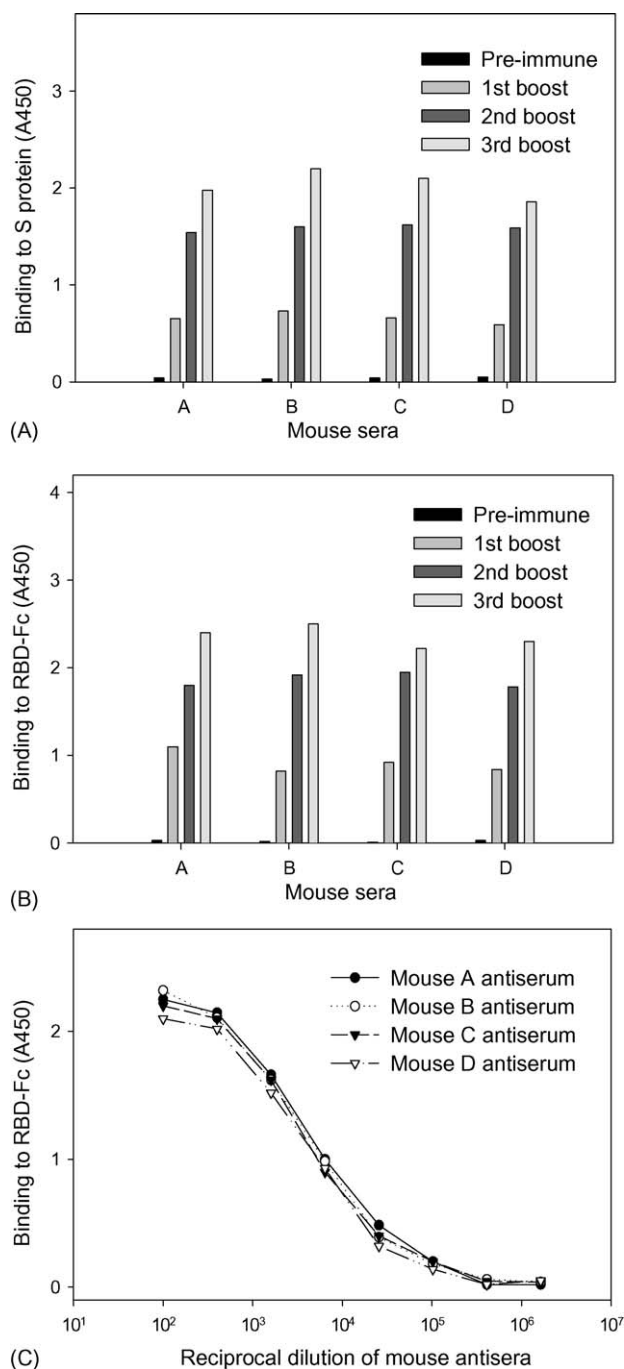 Pre-immune
1st boost
2nd boost
3rd boost
Binding to S protein (A450)
3
2
1
0
A B C D
Mouse sera
(A)
Pre-immune
1st boost
2nd boost
3rd boost
Binding to RBD-Fc (A450)
4
3
2
1
0
A B C D
Mouse sera
(B)
Mouse A antiserum
Mouse B antiserum
Mouse C antiserum
Mouse D antiserum
Binding to RBD-Fc (A450)
2
1
0
10¹ 10² 10³ 10⁴ 10⁵ 10⁶ 10⁷
Reciprocal dilution of mouse antisera
(C)